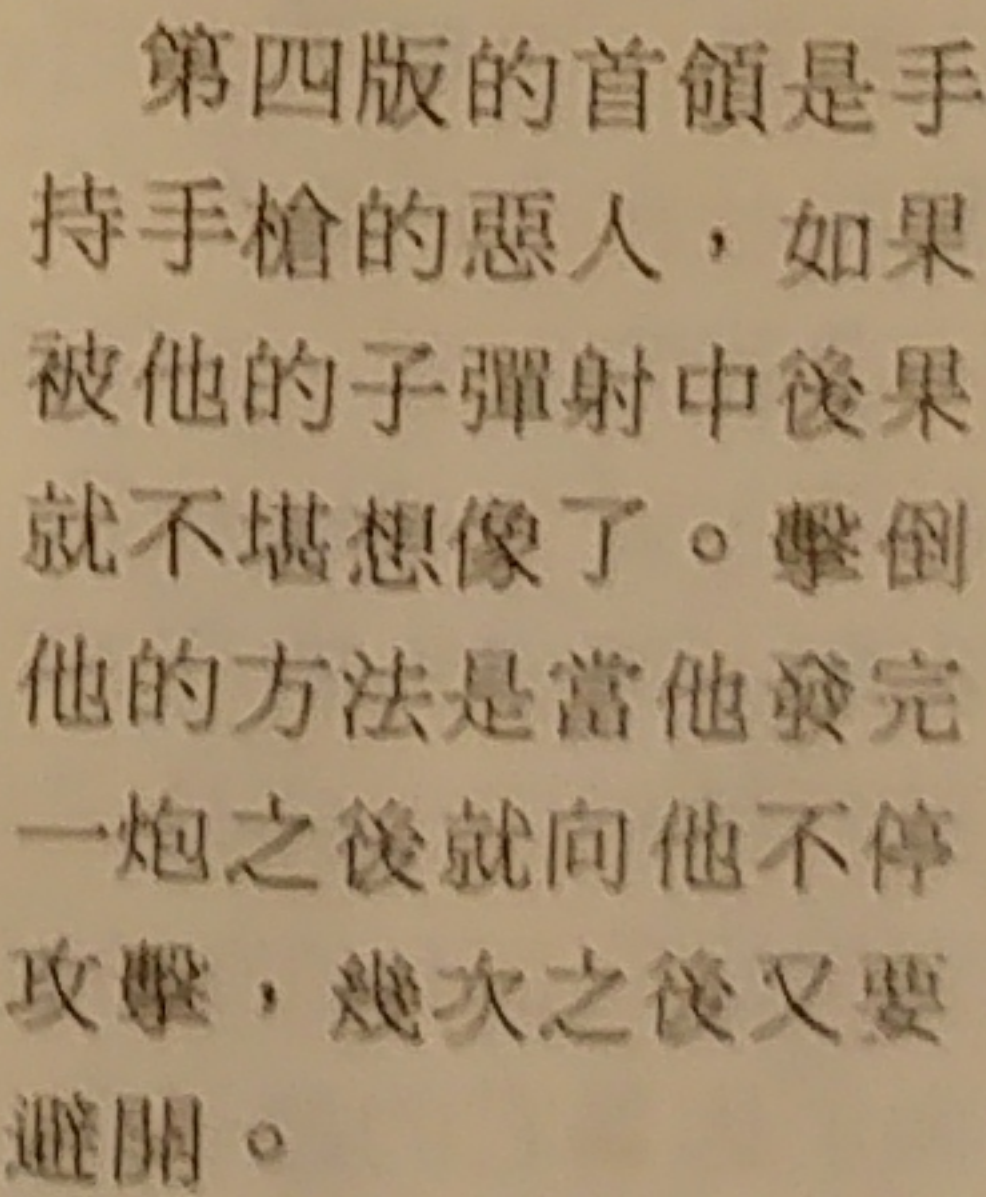 第四版的首領是手
持手槍的惡人，如果
被他的子彈射中後果
就不堪想像了。擊倒
他的方法是當他發完
一炮之後就向他不停
攻擊，幾次之後又要
避開。